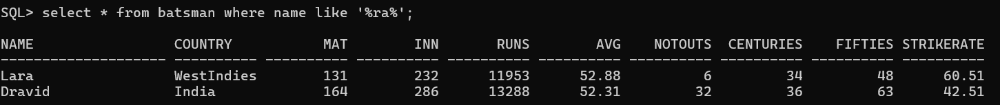 SQL> select * from batsman where name like '%ra%';
NAME                 COUNTRY           MAT        INN       RUNS        AVG    NOTOUTS  CENTURIES    FIFTIES STRIKERATE
-------------------- ---------- ---------- ---------- ---------- ---------- ---------- ---------- ---------- ----------
Lara                 WestIndies        131        232      11953      52.88          6         34         48      60.51
Dravid               India             164        286      13288      52.31         32         36         63      42.51